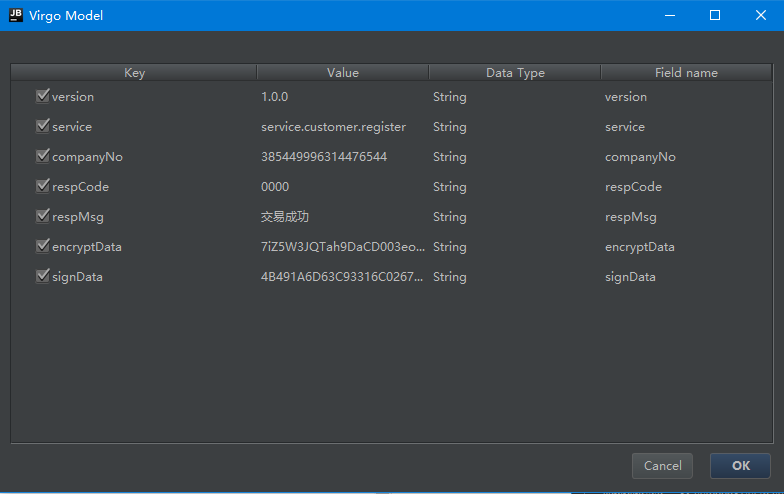 JB Virgo Model
Key Value Data Type Field name
version 1.0.0 String version
service service.customer.register String service
companyNo 385449996314476544 String companyNo
respCode 0000 String respCode
respMsg 交易成功 String respMsg
encryptData 7iZ5W3JQTah9DaCD003eo... String encryptData
signData 4B491A6D63C93316C0267... String signData
Cancel OK